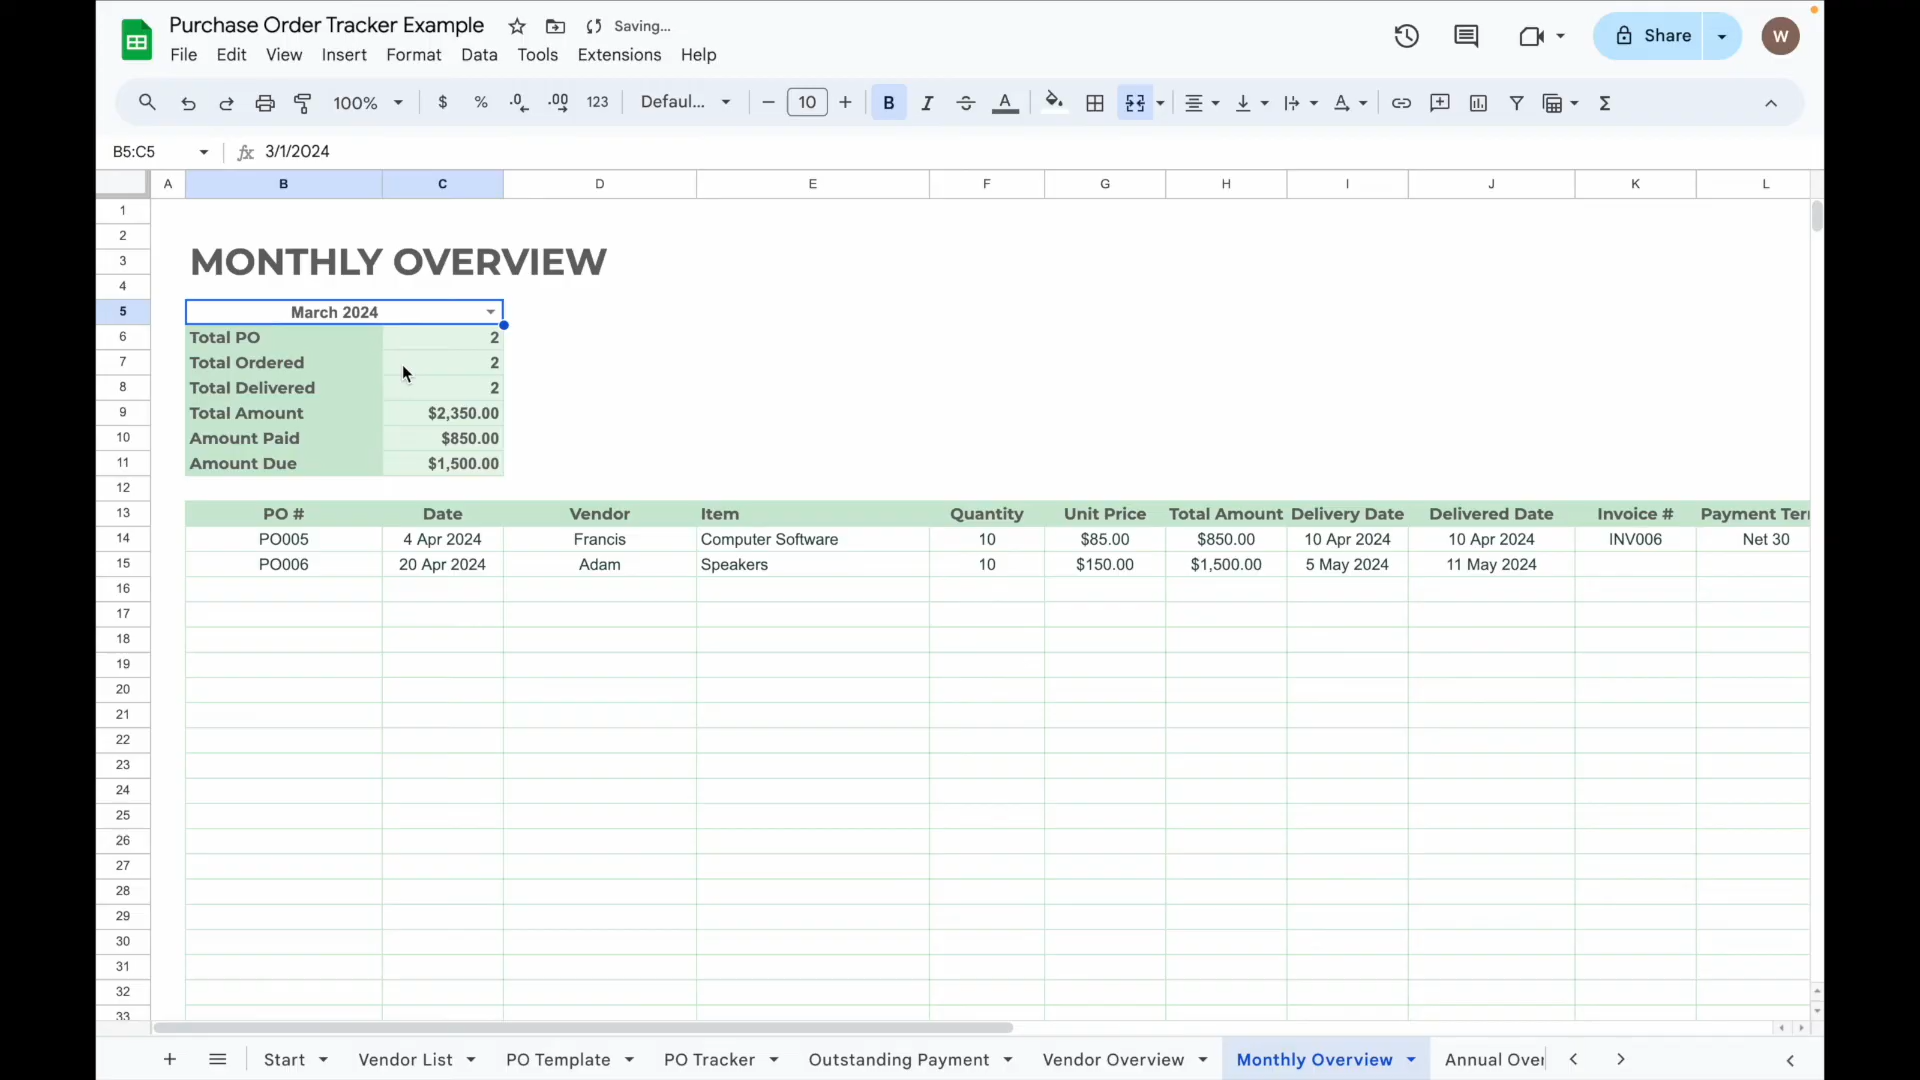 Purchase Order Tracker Example Saving...
File Edit View Insert Format Data Tools Extensions Help
Share
W
100% $ % .0 .00 123 Defaul... − 10 + B I A Σ
B5:C5 fx 3/1/2024
A B C D E F G H I J K L
1
2
3 MONTHLY OVERVIEW
4
5 March 2024
6 Total PO 2
7 Total Ordered 2
8 Total Delivered 2
9 Total Amount $2,350.00
10 Amount Paid $850.00
11 Amount Due $1,500.00
12
13 PO # Date Vendor Item Quantity Unit Price Total Amount Delivery Date Delivered Date Invoice # Payment Ter
14 PO005 4 Apr 2024 Francis Computer Software 10 $85.00 $850.00 10 Apr 2024 10 Apr 2024 INV006 Net 30
15 PO006 20 Apr 2024 Adam Speakers 10 $150.00 $1,500.00 5 May 2024 11 May 2024
16
17
18
19
20
21
22
23
24
25
26
27
28
29
30
31
32
33
+ Start Vendor List PO Template PO Tracker Outstanding Payment Vendor Overview Monthly Overview Annual Over